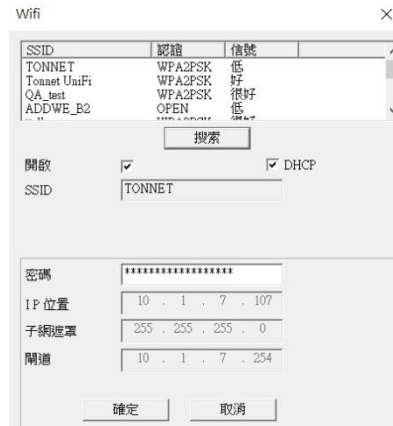 Wifi
SSID 認證 信號
TONNET WPA2PSK 低
Tonnet UniFi WPA2PSK 好
QA_test WPA2PSK 很好
ADDWE_B2 OPEN 低
搜索
開啟 DHCP
SSID TONNET
密碼 ******************
IP 位置 10 . 1 . 7 . 107
子網遮罩 255 . 255 . 255 . 0
閘道 10 . 1 . 7 . 254
確定 取消